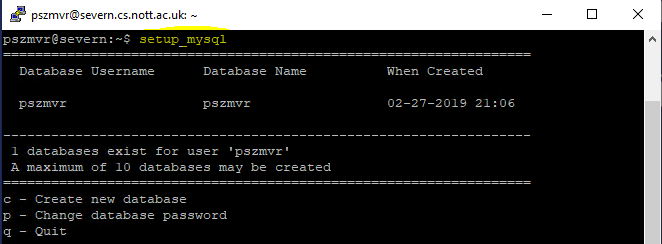 pszmvr@severn.cs.nott.ac.uk: ~
pszmvr@severn:~$ setup_mysql
=================================================================
Database Username Database Name When Created
pszmvr pszmvr 02-27-2019 21:06
-----------------------------------------------------------------
1 databases exist for user 'pszmvr'
A maximum of 10 databases may be created
=================================================================
c - Create new database
p - Change database password
q - Quit